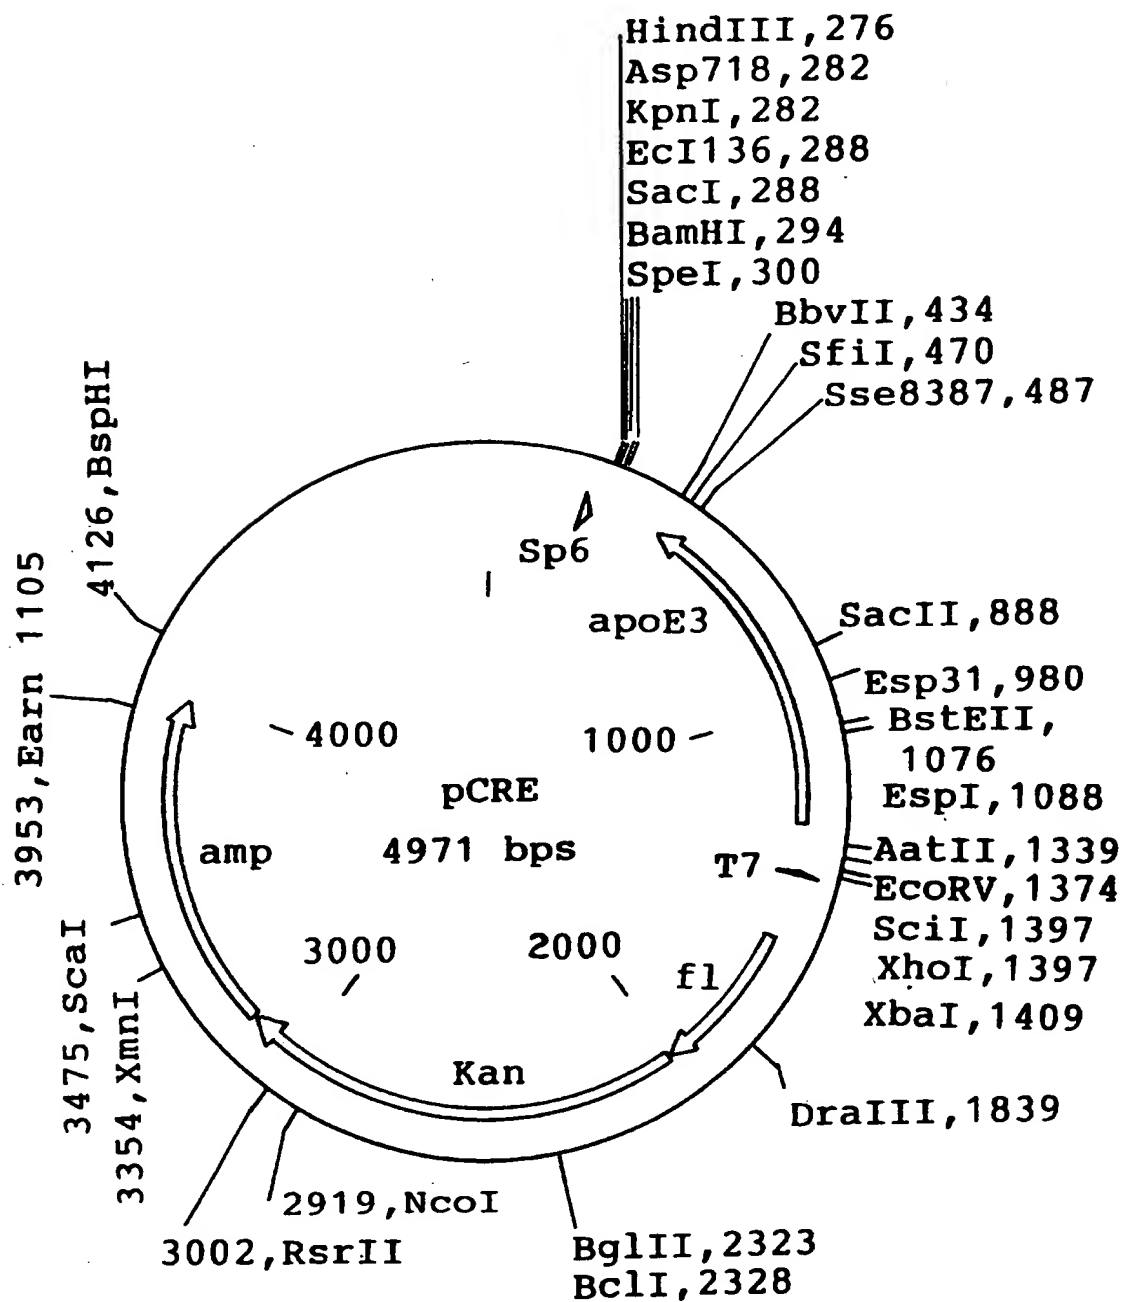 HindIII,276
Asp718,282
KpnI,282
EcI136,288
SacI,288
BamHI,294
SpeI,300
BbvII,434
SfiI,470
Sse8387,487
4126,BspHI
Sp6
apoE3
SacII,888
Esp31,980
BstEII,
1076
EspI,1088
3953,Earn 1105
4000
1000
pCRE
4971 bps
amp
T7
AatII,1339
EcoRV,1374
SciI,1397
XhoI,1397
XbaI,1409
3000
2000
fl
3475,ScaI
3354,XmnI
Kan
DraIII,1839
2919,NcoI
3002,RsrII
BglII,2323
BclI,2328